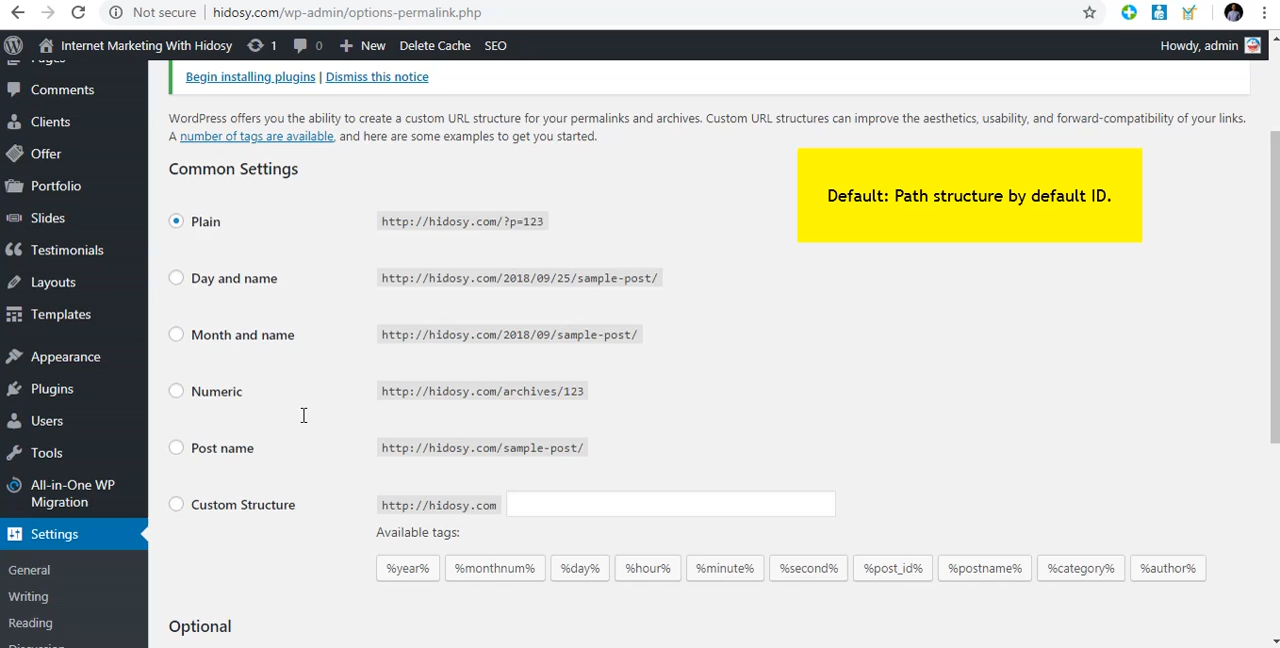 Not secure | hidosy.com/wp-admin/options-permalink.php
Internet Marketing With Hidosy 1 0 New Delete Cache SEO Howdy, admin
Pages
Comments
Clients
Offer
Portfolio
Slides
Testimonials
Layouts
Templates
Appearance
Plugins
Users
Tools
All-in-One WP
Migration
Settings
General
Writing
Reading
Discussion
Begin installing plugins | Dismiss this notice
WordPress offers you the ability to create a custom URL structure for your permalinks and archives. Custom URL structures can improve the aesthetics, usability, and forward-compatibility of your links.
A number of tags are available, and here are some examples to get you started.
Common Settings
Default: Path structure by default ID.
Plain http://hidosy.com/?p=123
Day and name http://hidosy.com/2018/09/25/sample-post/
Month and name http://hidosy.com/2018/09/sample-post/
Numeric http://hidosy.com/archives/123
Post name http://hidosy.com/sample-post/
Custom Structure http://hidosy.com
Available tags:
%year% %monthnum% %day% %hour% %minute% %second% %post_id% %postname% %category% %author%
Optional